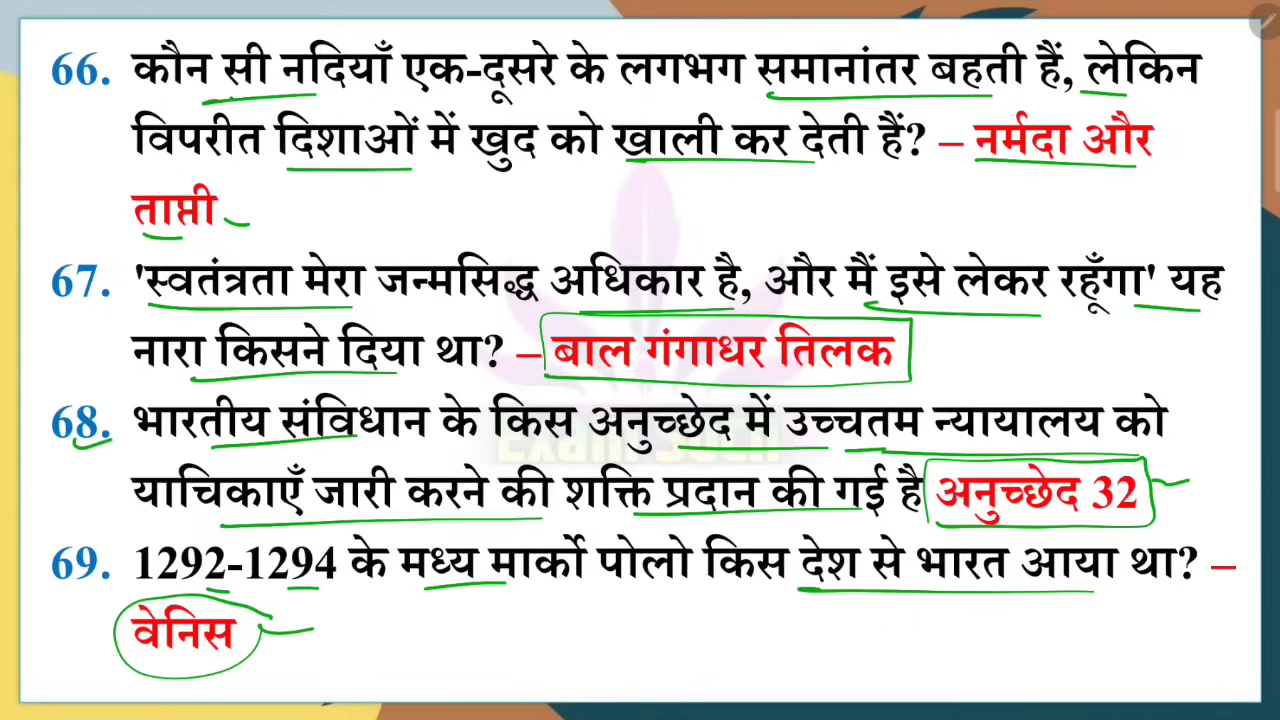 66. कौन सी नदियाँ एक-दूसरे के लगभग समानांतर बहती हैं, लेकिन
विपरीत दिशाओं में खुद को खाली कर देती हैं? – नर्मदा और
ताप्ती
67. 'स्वतंत्रता मेरा जन्मसिद्ध अधिकार है, और मैं इसे लेकर रहूँगा' यह
नारा किसने दिया था? – बाल गंगाधर तिलक
68. भारतीय संविधान के किस अनुच्छेद में उच्चतम न्यायालय को
याचिकाएँ जारी करने की शक्ति प्रदान की गई है अनुच्छेद 32
69. 1292-1294 के मध्य मार्को पोलो किस देश से भारत आया था? –
वेनिस